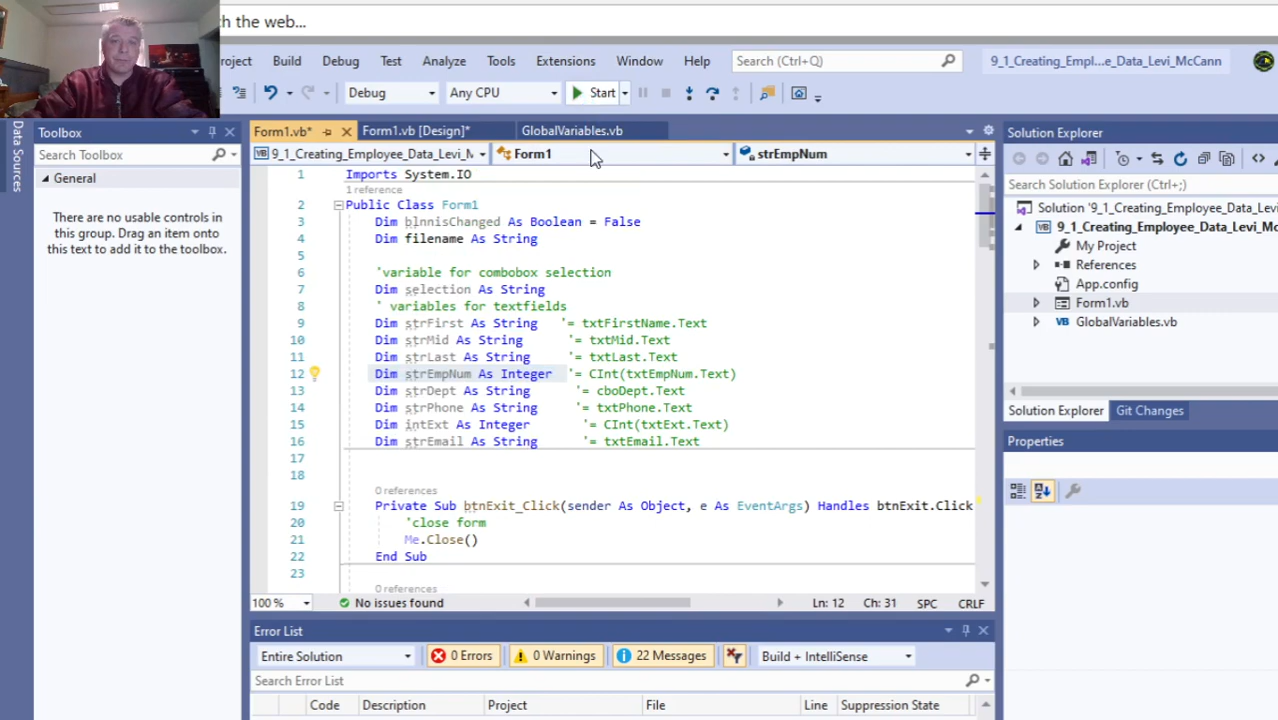 ch the web...
roject Build Debug Test Analyze Tools Extensions Window Help Search (Ctrl+Q) 9_1_Creating_Empl...e_Data_Levi_McCann
Debug Any CPU Start
Data Sources
Toolbox
Search Toolbox
General
There are no usable controls in
this group. Drag an item onto
this text to add it to the toolbox.
Form1.vb* Form1.vb [Design]* GlobalVariables.vb
9_1_Creating_Employee_Data_Levi_M Form1 strEmpNum
1 Imports System.IO
1 reference
2 Public Class Form1
3 Dim blnnisChanged As Boolean = False
4 Dim filename As String
5
6 'variable for combobox selection
7 Dim selection As String
8 ' variables for textfields
9 Dim strFirst As String '= txtFirstName.Text
10 Dim strMid As String '= txtMid.Text
11 Dim strLast As String '= txtLast.Text
12 Dim strEmpNum As Integer '= CInt(txtEmpNum.Text)
13 Dim strDept As String '= cboDept.Text
14 Dim strPhone As String '= txtPhone.Text
15 Dim intExt As Integer '= CInt(txtExt.Text)
16 Dim strEmail As String '= txtEmail.Text
17
18
0 references
19 Private Sub btnExit_Click(sender As Object, e As EventArgs) Handles btnExit.Click
20 'close form
21 Me.Close()
22 End Sub
23
0 references
100 % No issues found Ln: 12 Ch: 31 SPC CRLF
Error List
Entire Solution 0 Errors 0 Warnings 22 Messages Build + IntelliSense
Search Error List
Code Description Project File Line Suppression State
Solution Explorer
Search Solution Explorer (Ctrl+;)
Solution '9_1_Creating_Employee_Data_Levi
9_1_Creating_Employee_Data_Levi_McCann
My Project
References
App.config
Form1.vb
GlobalVariables.vb
Solution Explorer Git Changes
Properties